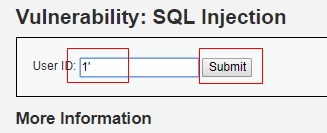 Vulnerability: SQL Injection
User ID: 1' Submit
More Information